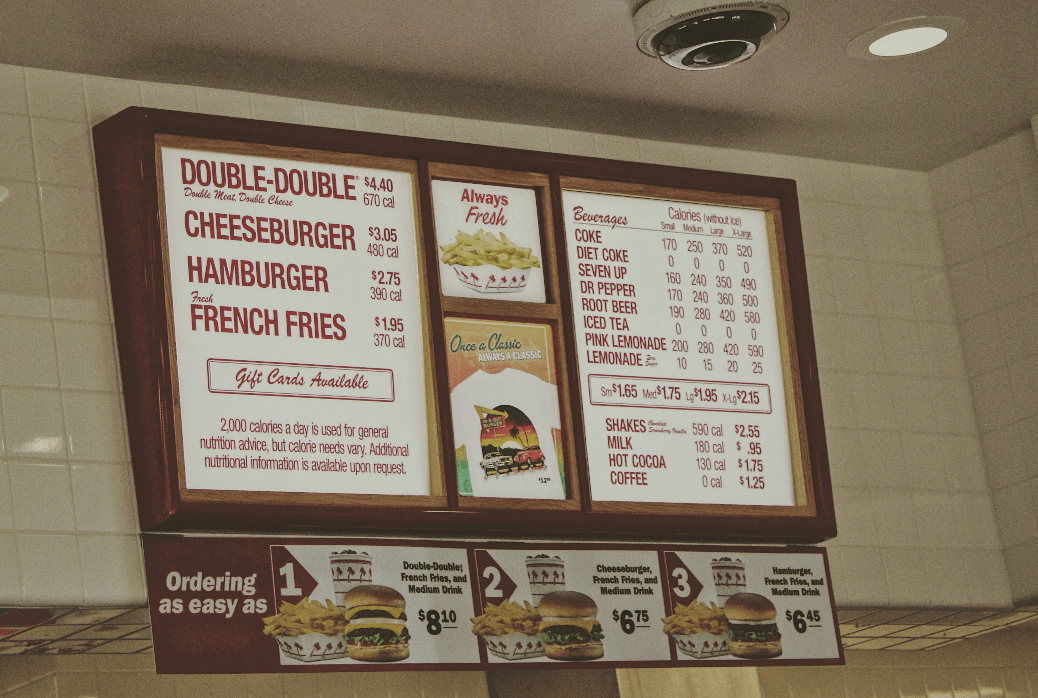 DOUBLE-DOUBLE® $4.40
Double Meat, Double Cheese 670 cal
CHEESEBURGER $3.05
480 cal
HAMBURGER $2.75
390 cal
Fresh
FRENCH FRIES $1.95
370 cal
Gift Cards Available
2,000 calories a day is used for general
nutrition advice, but calorie needs vary. Additional
nutritional information is available upon request.
Always
Fresh
Once a Classic
ALWAYS A CLASSIC
Beverages Calories (without ice)
Small Medium Large X-Large
COKE 170 250 370 520
DIET COKE 0 0 0 0
SEVEN UP 160 240 350 490
DR PEPPER 170 240 360 500
ROOT BEER 190 280 420 580
ICED TEA 0 0 0 0
PINK LEMONADE 200 280 420 590
LEMONADE Zero Sugar 10 15 20 25
Sm $1.65 Med $1.75 Lg $1.95 X-Lg $2.15
SHAKES Chocolate Strawberry Vanilla 590 cal $2.55
MILK 180 cal $ .95
HOT COCOA 130 cal $1.75
COFFEE 0 cal $1.25
Ordering
as easy as
1
Double-Double,
French Fries, and
Medium Drink
$8.10
2
Cheeseburger,
French Fries, and
Medium Drink
$6.75
3
Hamburger,
French Fries, and
Medium Drink
$6.45